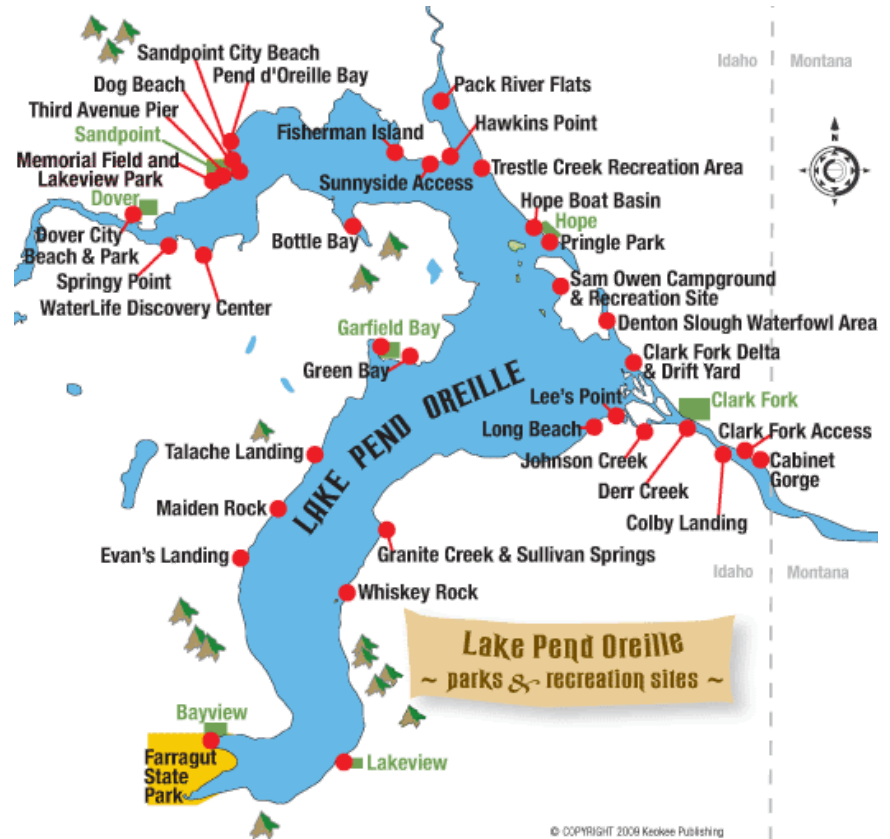 Sandpoint City Beach
Pend d'Oreille Bay
Dog Beach
Third Avenue Pier
Sandpoint
Memorial Field and
Lakeview Park
Dover
Dover City
Beach & Park
Springy Point
WaterLife Discovery Center
Bottle Bay
Fisherman Island
Sunnyside Access
Pack River Flats
Hawkins Point
Trestle Creek Recreation Area
Hope Boat Basin
Hope
Pringle Park
Sam Owen Campground
& Recreation Site
Denton Slough Waterfowl Area
Clark Fork Delta
& Drift Yard
Clark Fork
Lee's Point
Long Beach
Johnson Creek
Derr Creek
Colby Landing
Clark Fork Access
Cabinet
Gorge
Idaho
Montana
N
Garfield Bay
Green Bay
LAKE PEND OREILLE
Talache Landing
Maiden Rock
Evan's Landing
Granite Creek & Sullivan Springs
Whiskey Rock
Idaho
Montana
Lake Pend Oreille
~ parks & recreation sites ~
Bayview
Farragut
State
Park
Lakeview
© COPYRIGHT 2009 Keokee Publishing